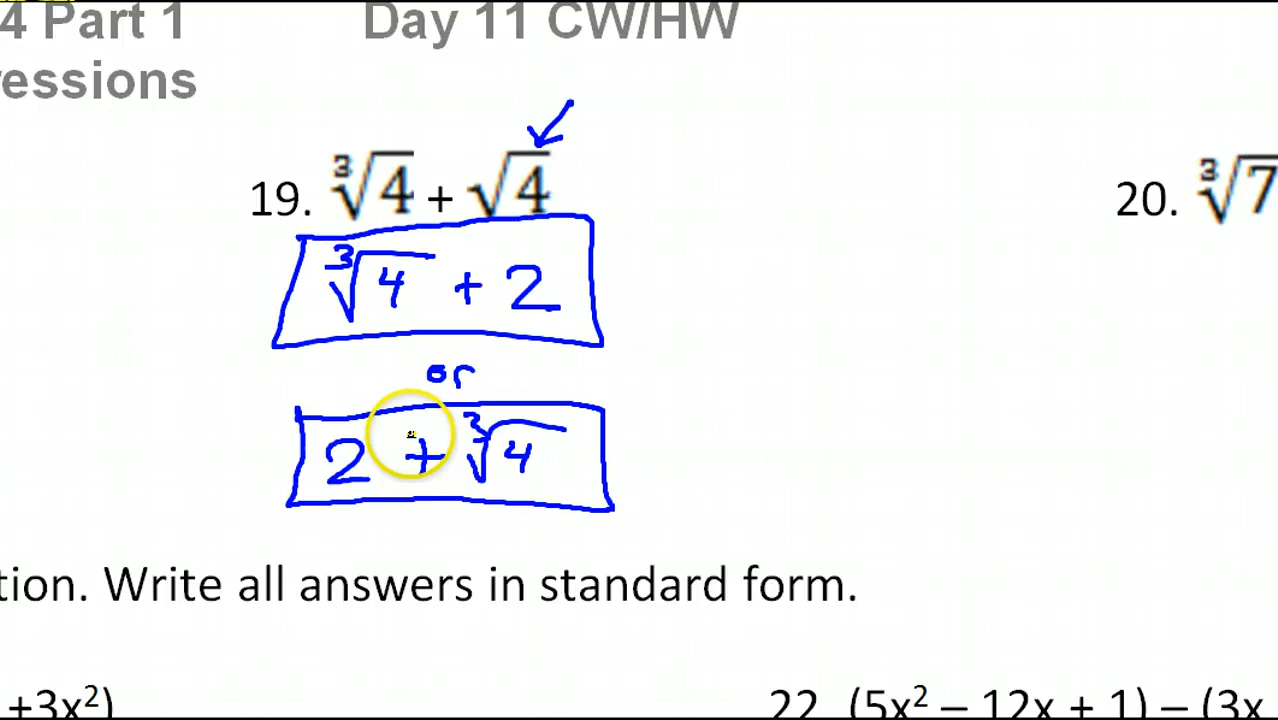 4 Part 1 Day 11 CW/HW
essions
19. ∛4 + √4 20. ∛7
∛4 + 2
or
2 + ∛4
tion. Write all answers in standard form.
+3x²) 22. (5x² – 12x + 1) – (3x